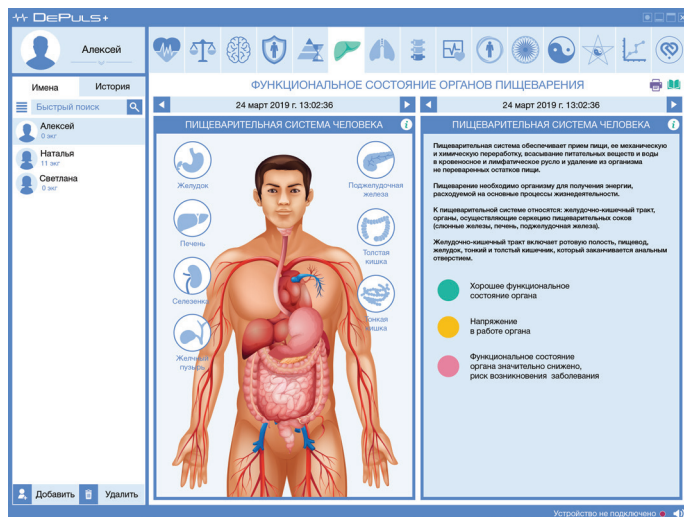 DEPULS+
Алексей
Имена
История
Быстрый поиск
Алексей
0 экг
Наталья
11 экг
Светлана
0 экг
Добавить
Удалить
ФУНКЦИОНАЛЬНОЕ СОСТОЯНИЕ ОРГАНОВ ПИЩЕВАРЕНИЯ
24 март 2019 г. 13:02:36
ПИЩЕВАРИТЕЛЬНАЯ СИСТЕМА ЧЕЛОВЕКА
Желудок
Печень
Селезенка
Желчный
пузырь
Поджелудочная
железа
Толстая
кишка
Тонкая
кишка
24 март 2019 г. 13:02:36
ПИЩЕВАРИТЕЛЬНАЯ СИСТЕМА ЧЕЛОВЕКА
Пищеварительная система обеспечивает прием пищи, ее механическую
и химическую переработку, всасывание питательных веществ и воды
в кровеносное и лимфатическое русло и удаление из организма
не переваренных остатков пищи.
Пищеварение необходимо организму для получения энергии,
расходуемой на основные процессы жизнедеятельности.
К пищеварительной системе относятся: желудочно-кишечный тракт,
органы, осуществляющие серкецию пищеварительных соков
(слюнные железы, печень, поджелудочная железа).
Желудочно-кишечный тракт включает ротовую полость, пищевод,
желудок, тонкий и толстый кишечник, который заканчивается анальным
отверстием.
Хорошее функциональное
состояние органа
Напряжение
в работе органа
Функциональное состояние
органа значительно снижено,
риск возникновения заболевания
Устройство не подключено